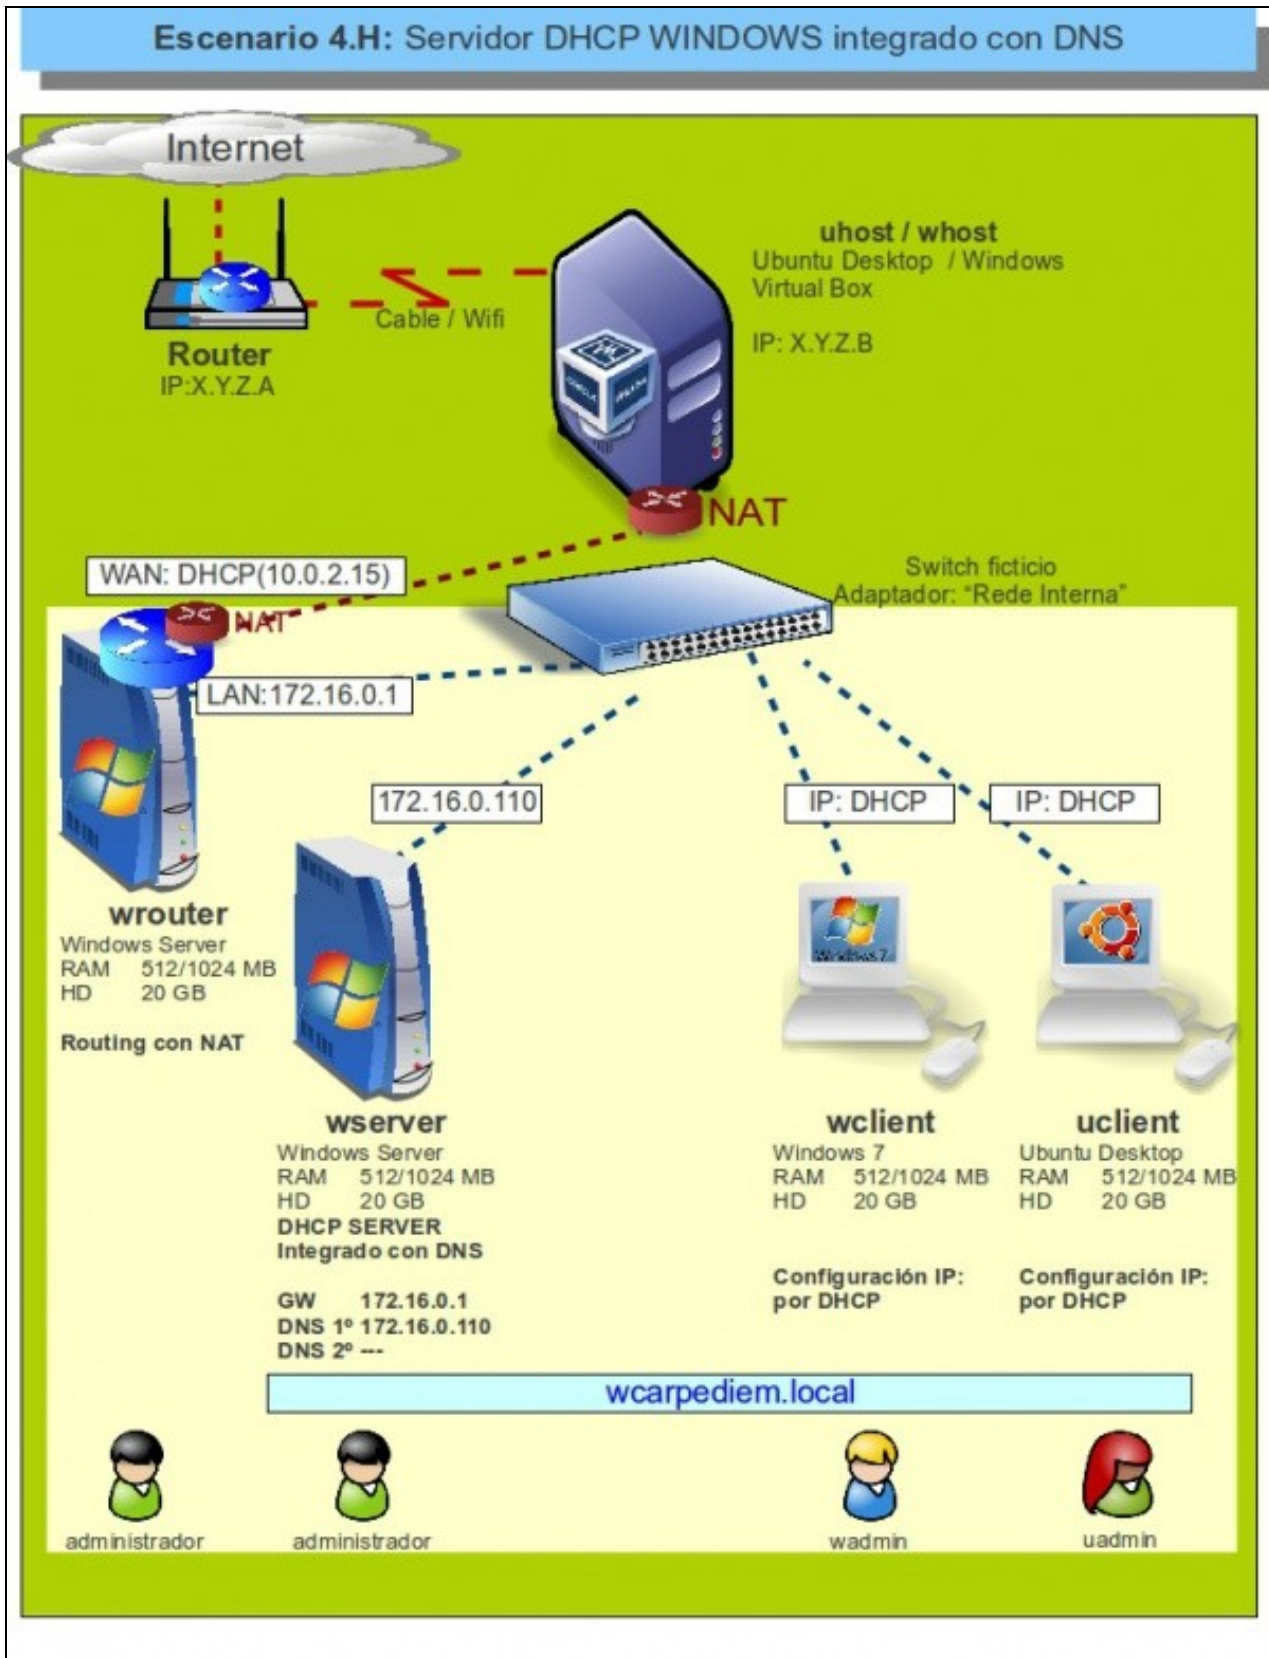 Escenario 4.H: Servidor DHCP WINDOWS integrado con DNS
Internet
uhost / whost
Ubuntu Desktop / Windows
Virtual Box
IP: X.Y.Z.B
Cable / Wifi
Router
IP:X.Y.Z.A
NAT
WAN: DHCP(10.0.2.15)
Switch ficticio
Adaptador: “Rede Interna”
NAT
LAN:172.16.0.1
172.16.0.110
IP: DHCP
IP: DHCP
wrouter
Windows Server
RAM 512/1024 MB
HD 20 GB
Routing con NAT
wserver
Windows Server
RAM 512/1024 MB
HD 20 GB
DHCP SERVER
Integrado con DNS
GW 172.16.0.1
DNS 1º 172.16.0.110
DNS 2º ---
Windows7
wclient
Windows 7
RAM 512/1024 MB
HD 20 GB
Configuración IP:
por DHCP
uclient
Ubuntu Desktop
RAM 512/1024 MB
HD 20 GB
Configuración IP:
por DHCP
wcarpediem.local
administrador
administrador
wadmin
uadmin